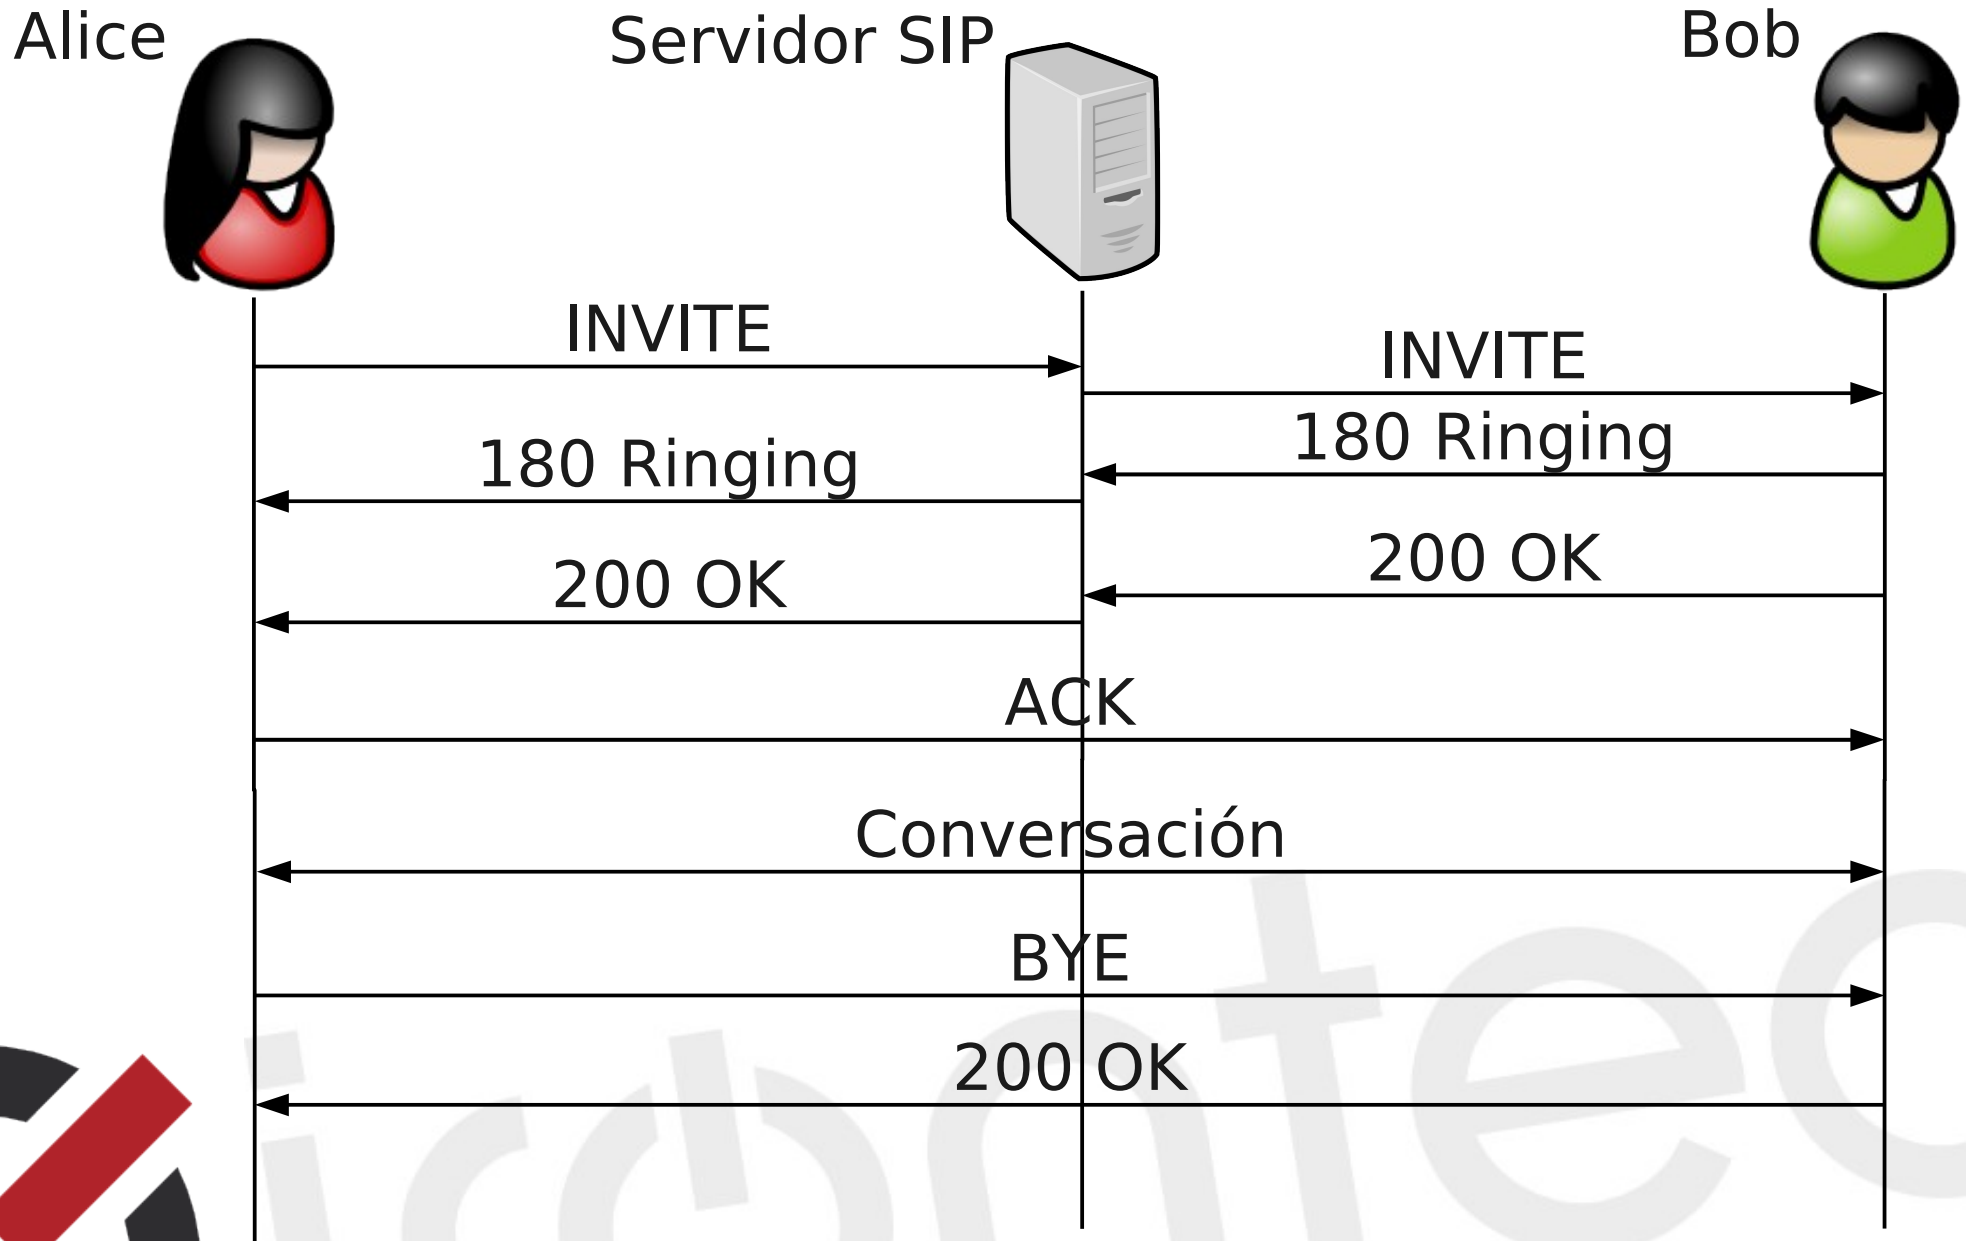 Alice
Servidor SIP
Bob
INVITE
INVITE
180 Ringing
180 Ringing
200 OK
200 OK
ACK
Conversación
BYE
200 OK
irontec